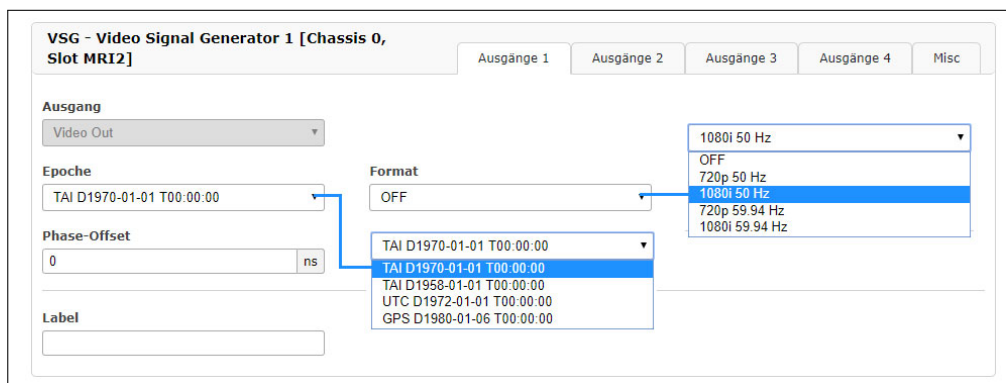 VSG - Video Signal Generator 1 [Chassis 0,
Slot MRI2]
Ausgänge 1
Ausgänge 2
Ausgänge 3
Ausgänge 4
Misc
Ausgang
Video Out
1080i 50 Hz
OFF
720p 50 Hz
1080i 50 Hz
720p 59.94 Hz
1080i 59.94 Hz
Epoche
Format
TAI D1970-01-01 T00:00:00
OFF
Phase-Offset
0
ns
TAI D1970-01-01 T00:00:00
TAI D1970-01-01 T00:00:00
TAI D1958-01-01 T00:00:00
UTC D1972-01-01 T00:00:00
GPS D1980-01-06 T00:00:00
Label